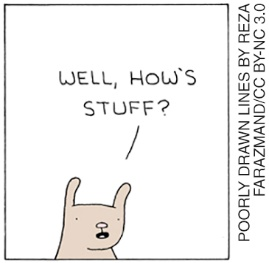 WELL, HOW'S
STUFF?
POORLY DRAWN LINES BY REZA
FARAZMAND/CC BY-NC 3.0